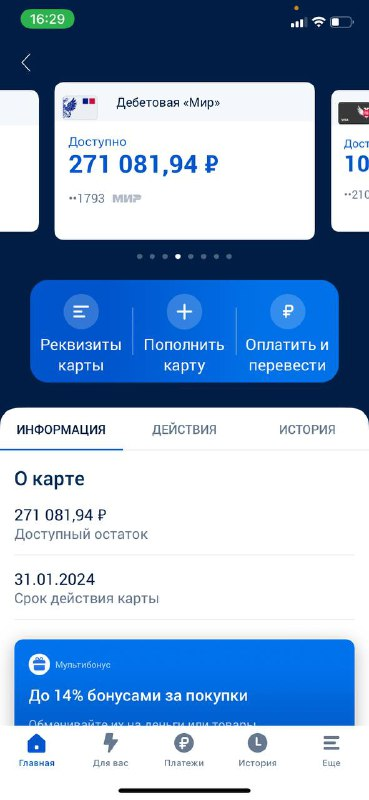 16:29
Дебетовая «Мир»
Доступно
271 081,94 ₽
··1793 МИР
Дост
10
··210
VISA
Реквизиты
карты
Пополнить
карту
Оплатить и
перевести
ИНФОРМАЦИЯ
ДЕЙСТВИЯ
ИСТОРИЯ
О карте
271 081,94 ₽
Доступный остаток
31.01.2024
Срок действия карты
Мультибонус
До 14% бонусами за покупки
Обменивайте их на деньги или товары
Главная
Для вас
Платежи
История
Еще